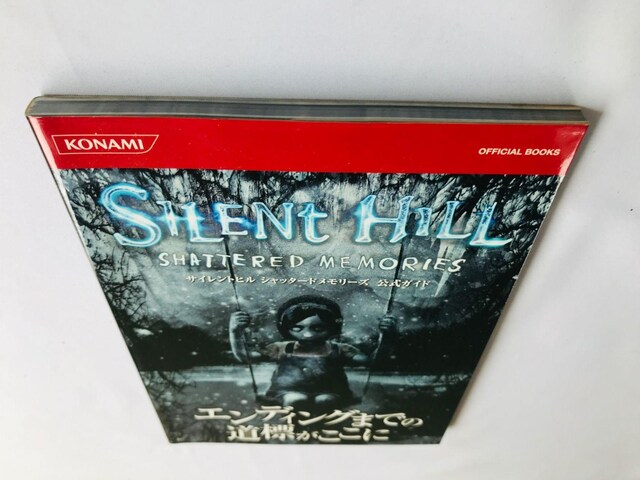 KONAMI
OFFICIAL BOOKS
SILENT HILL
SHATTERED MEMORIES
サイレントヒル シャッタードメモリーズ 公式ガイド
エンディングまでの
道標がここに